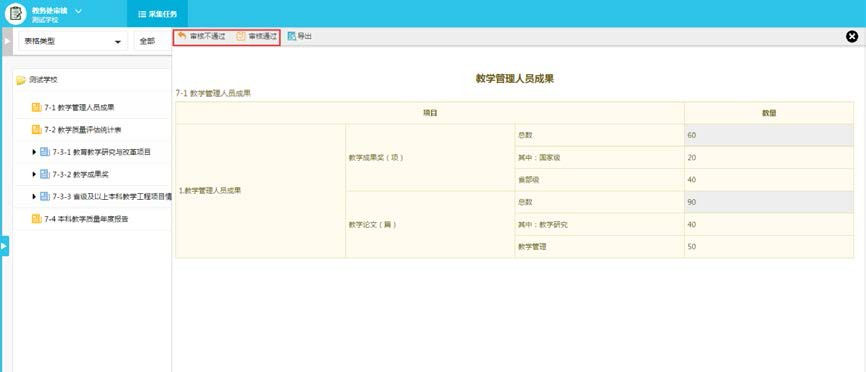 教务处审核
测试学校
采集任务
表格类型
全部
审核不通过 审核通过 导出
测试学校
7-1 教学管理人员成果
7-2 教学质量评估统计表
7-3-1 教育教学研究与改革项目
7-3-2 教学成果奖
7-3-3 省级及以上本科教学工程项目情
7-4 本科教学质量年度报告
教学管理人员成果
7-1 教学管理人员成果
项目 数量
1.教学管理人员成果
教学成果奖（项）
总数 60
其中：国家级 20
省部级 40
教学论文（篇）
总数 90
其中：教学研究 40
教学管理 50